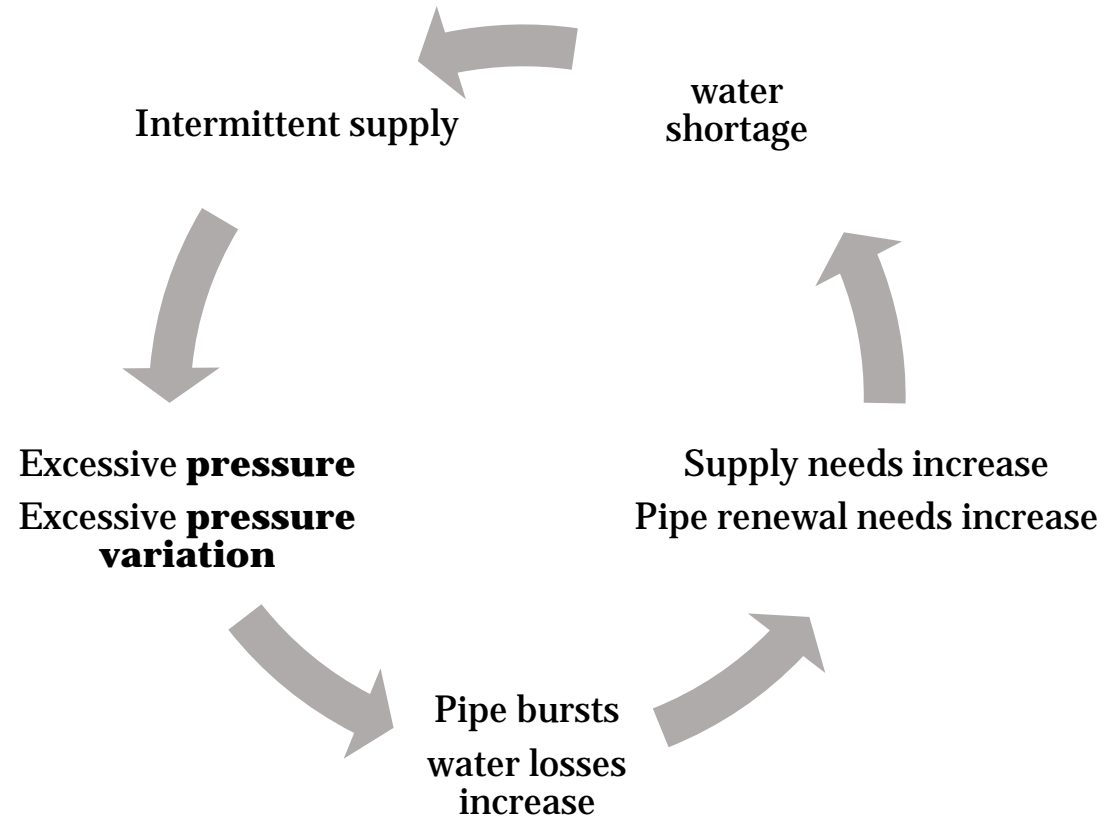 water
shortage
Intermittent supply
Excessive pressure
Excessive pressure
variation
Supply needs increase
Pipe renewal needs increase
Pipe bursts
water losses
increase